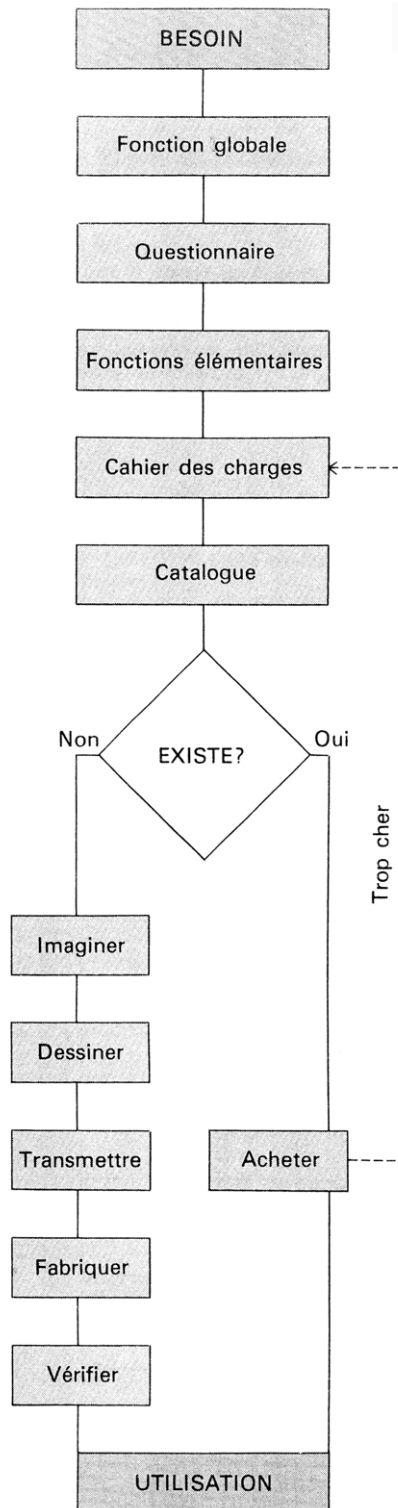 BESOIN
Fonction globale
Questionnaire
Fonctions élémentaires
Cahier des charges
Catalogue
EXISTE?
Non
Oui
Trop cher
Imaginer
Dessiner
Transmettre
Acheter
Fabriquer
Vérifier
UTILISATION